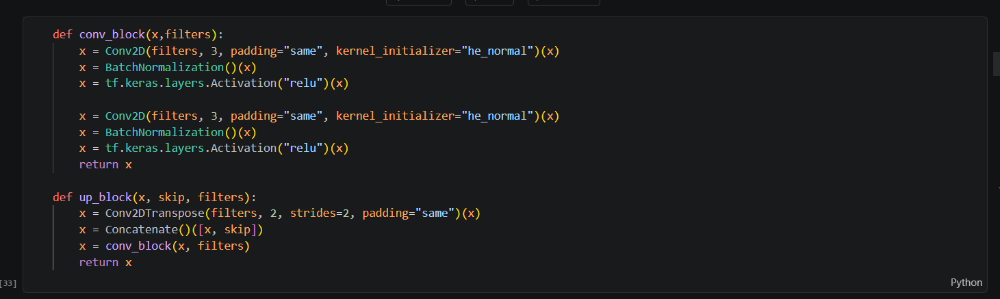 def conv_block(x,filters):
    x = Conv2D(filters, 3, padding="same", kernel_initializer="he_normal")(x)
    x = BatchNormalization()(x)
    x = tf.keras.layers.Activation("relu")(x)

    x = Conv2D(filters, 3, padding="same", kernel_initializer="he_normal")(x)
    x = BatchNormalization()(x)
    x = tf.keras.layers.Activation("relu")(x)
    return x

def up_block(x, skip, filters):
    x = Conv2DTranspose(filters, 2, strides=2, padding="same")(x)
    x = Concatenate()([x, skip])
    x = conv_block(x, filters)
    return x
[33]
Python